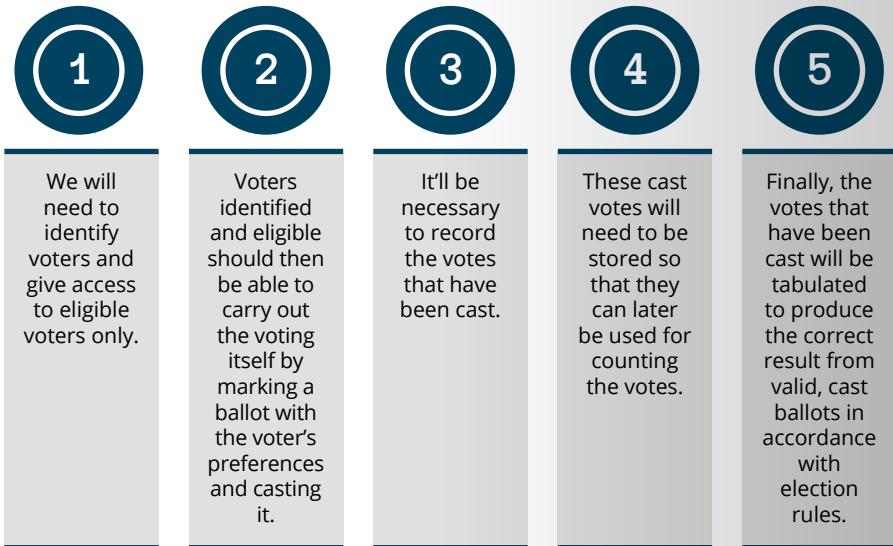 1
We will
need to
identify
voters and
give access
to eligible
voters only.
2
Voters
identified
and eligible
should then
be able to
carry out
the voting
itself by
marking a
ballot with
the voter's
preferences
and casting
it.
3
It'll be
necessary
to record
the votes
that have
been cast.
4
These cast
votes will
need to be
stored so
that they
can later
be used for
counting
the votes.
5
Finally, the
votes that
have been
cast will be
tabulated
to produce
the correct
result from
valid, cast
ballots in
accordance
with
election
rules.